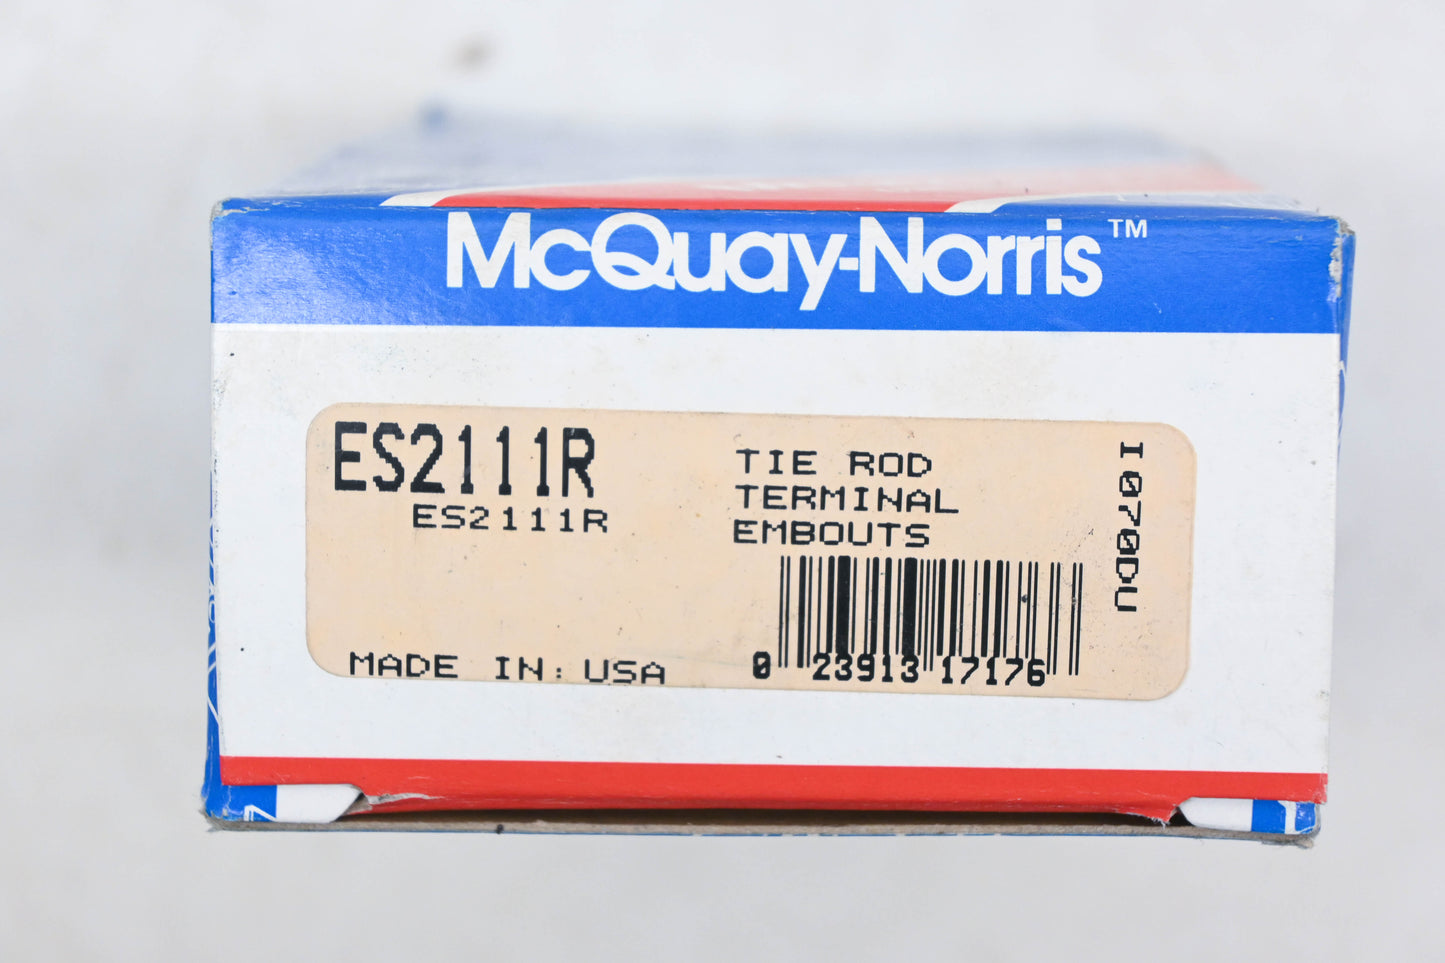 McQuay-Norris™
ES2111R
ES2111R
TIE ROD
TERMINAL
EMBOUTS
I070DU
MADE IN: USA
0 23913 17176